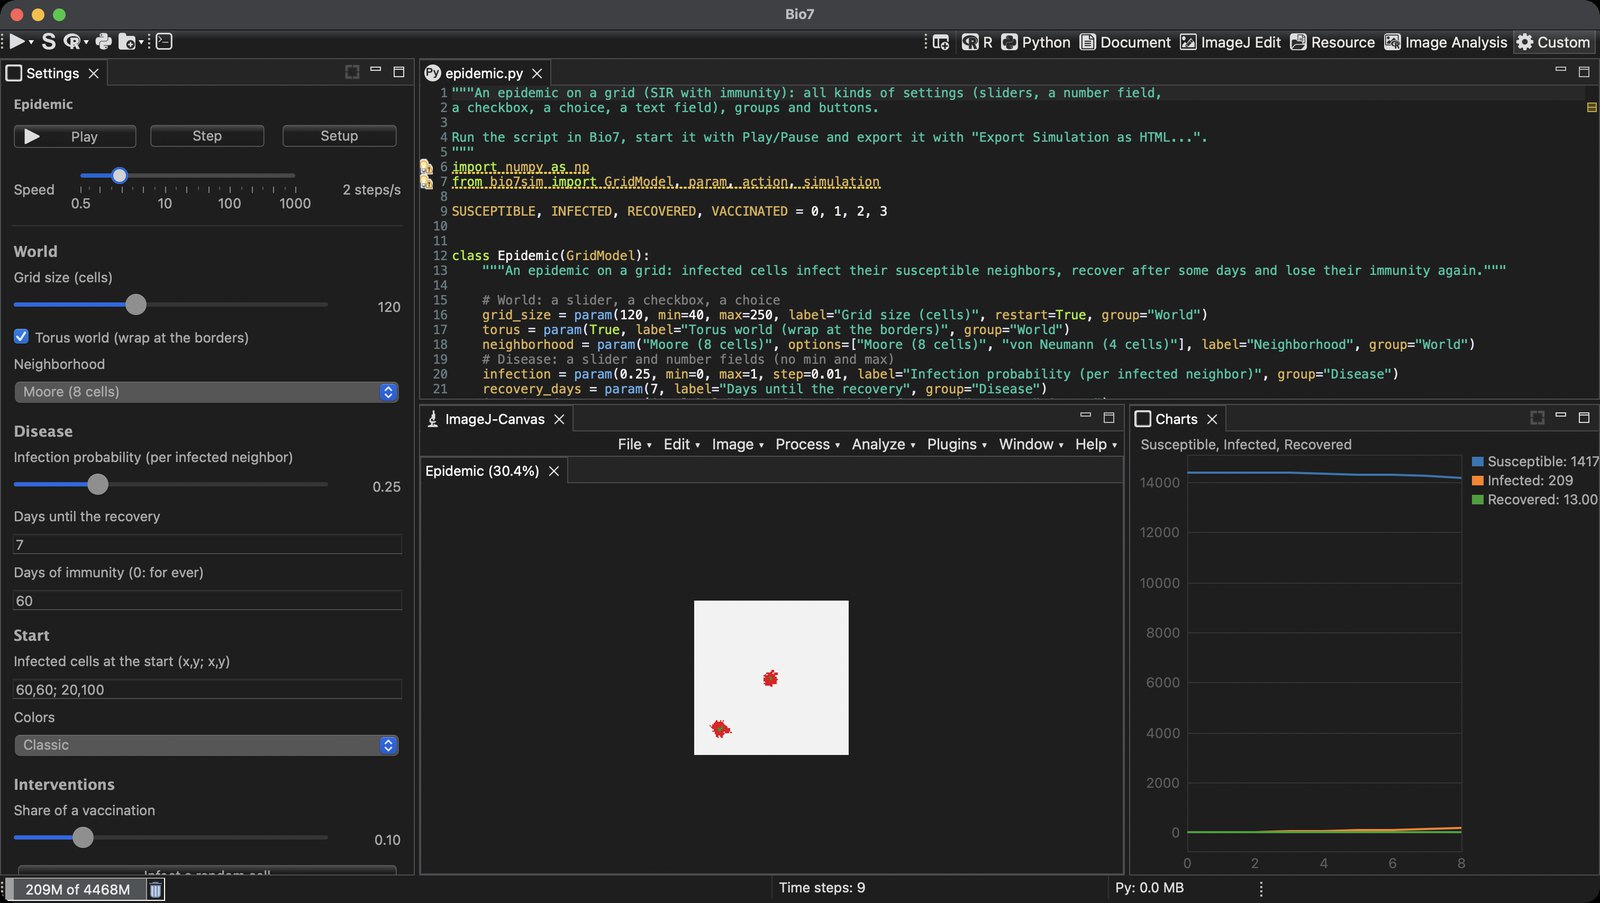 Bio7
R Python Document ImageJ Edit Resource Image Analysis Custom
Settings
Epidemic
Play Step Setup
Speed
0.5 10 100 1000
2 steps/s
World
Grid size (cells)
120
Torus world (wrap at the borders)
Neighborhood
Moore (8 cells)
Disease
Infection probability (per infected neighbor)
0.25
Days until the recovery
7
Days of immunity (0: for ever)
60
Start
Infected cells at the start (x,y; x,y)
60,60; 20,100
Colors
Classic
Interventions
Share of a vaccination
0.10
epidemic.py
1 """An epidemic on a grid (SIR with immunity): all kinds of settings (sliders, a number field,
2 a checkbox, a choice, a text field), groups and buttons.
3
4 Run the script in Bio7, start it with Play/Pause and export it with "Export Simulation as HTML...".
5 """
6 import numpy as np
7 from bio7sim import GridModel, param, action, simulation
8
9 SUSCEPTIBLE, INFECTED, RECOVERED, VACCINATED = 0, 1, 2, 3
10
11
12 class Epidemic(GridModel):
13 """An epidemic on a grid: infected cells infect their susceptible neighbors, recover after some days and lose their immunity again."""
14
15 # World: a slider, a checkbox, a choice
16 grid_size = param(120, min=40, max=250, label="Grid size (cells)", restart=True, group="World")
17 torus = param(True, label="Torus world (wrap at the borders)", group="World")
18 neighborhood = param("Moore (8 cells)", options=["Moore (8 cells)", "von Neumann (4 cells)"], label="Neighborhood", group="World")
19 # Disease: a slider and number fields (no min and max)
20 infection = param(0.25, min=0, max=1, step=0.01, label="Infection probability (per infected neighbor)", group="Disease")
21 recovery_days = param(7, label="Days until the recovery", group="Disease")
ImageJ-Canvas
File Edit Image Process Analyze Plugins Window Help
Epidemic (30.4%)
Charts
Susceptible, Infected, Recovered
Susceptible: 1417
Infected: 209
Recovered: 13.00
14000
12000
10000
8000
6000
4000
2000
0
0 2 4 6 8
209M of 4468M
Time steps: 9
Py: 0.0 MB